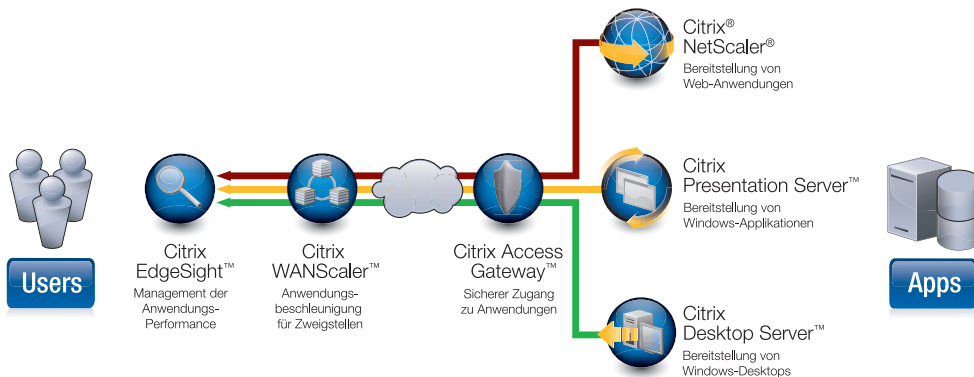 Citrix®
NetScaler®
Bereitstellung von
Web-Anwendungen
Citrix
Presentation Server™
Bereitstellung von
Windows-Applikationen
Users
Citrix
EdgeSight™
Management der
Anwendungs-
Performance
Citrix
WANScaler™
Anwendungs-
beschleunigung
für Zweigstellen
Citrix Access
Gateway™
Sicherer Zugang
zu Anwendungen
Apps
Citrix
Desktop Server™
Bereitstellung von
Windows-Desktops